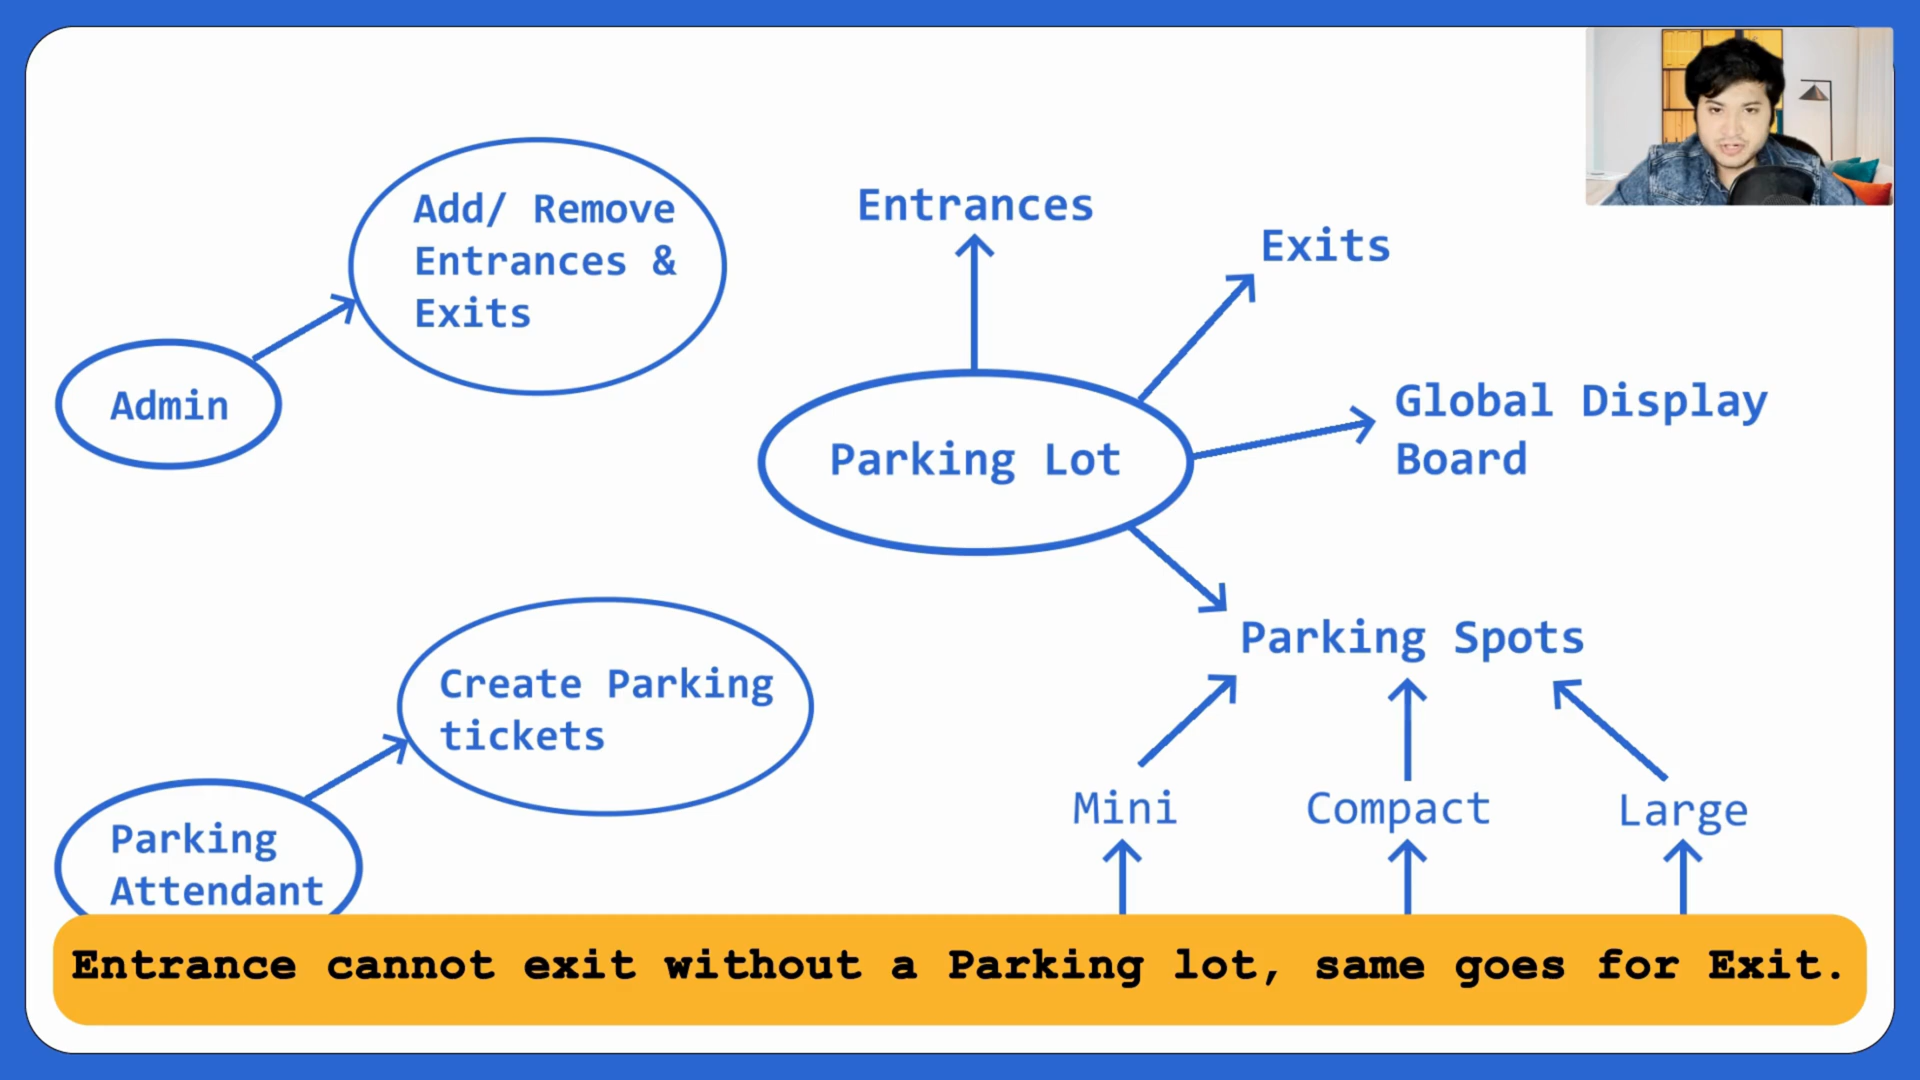 Add/ Remove
Entrances &
Exits
Admin
Entrances
Exits
Parking Lot
Global Display
Board
Create Parking
tickets
Parking
Attendant
Parking Spots
Mini
Compact
Large
Entrance cannot exit without a Parking lot, same goes for Exit.